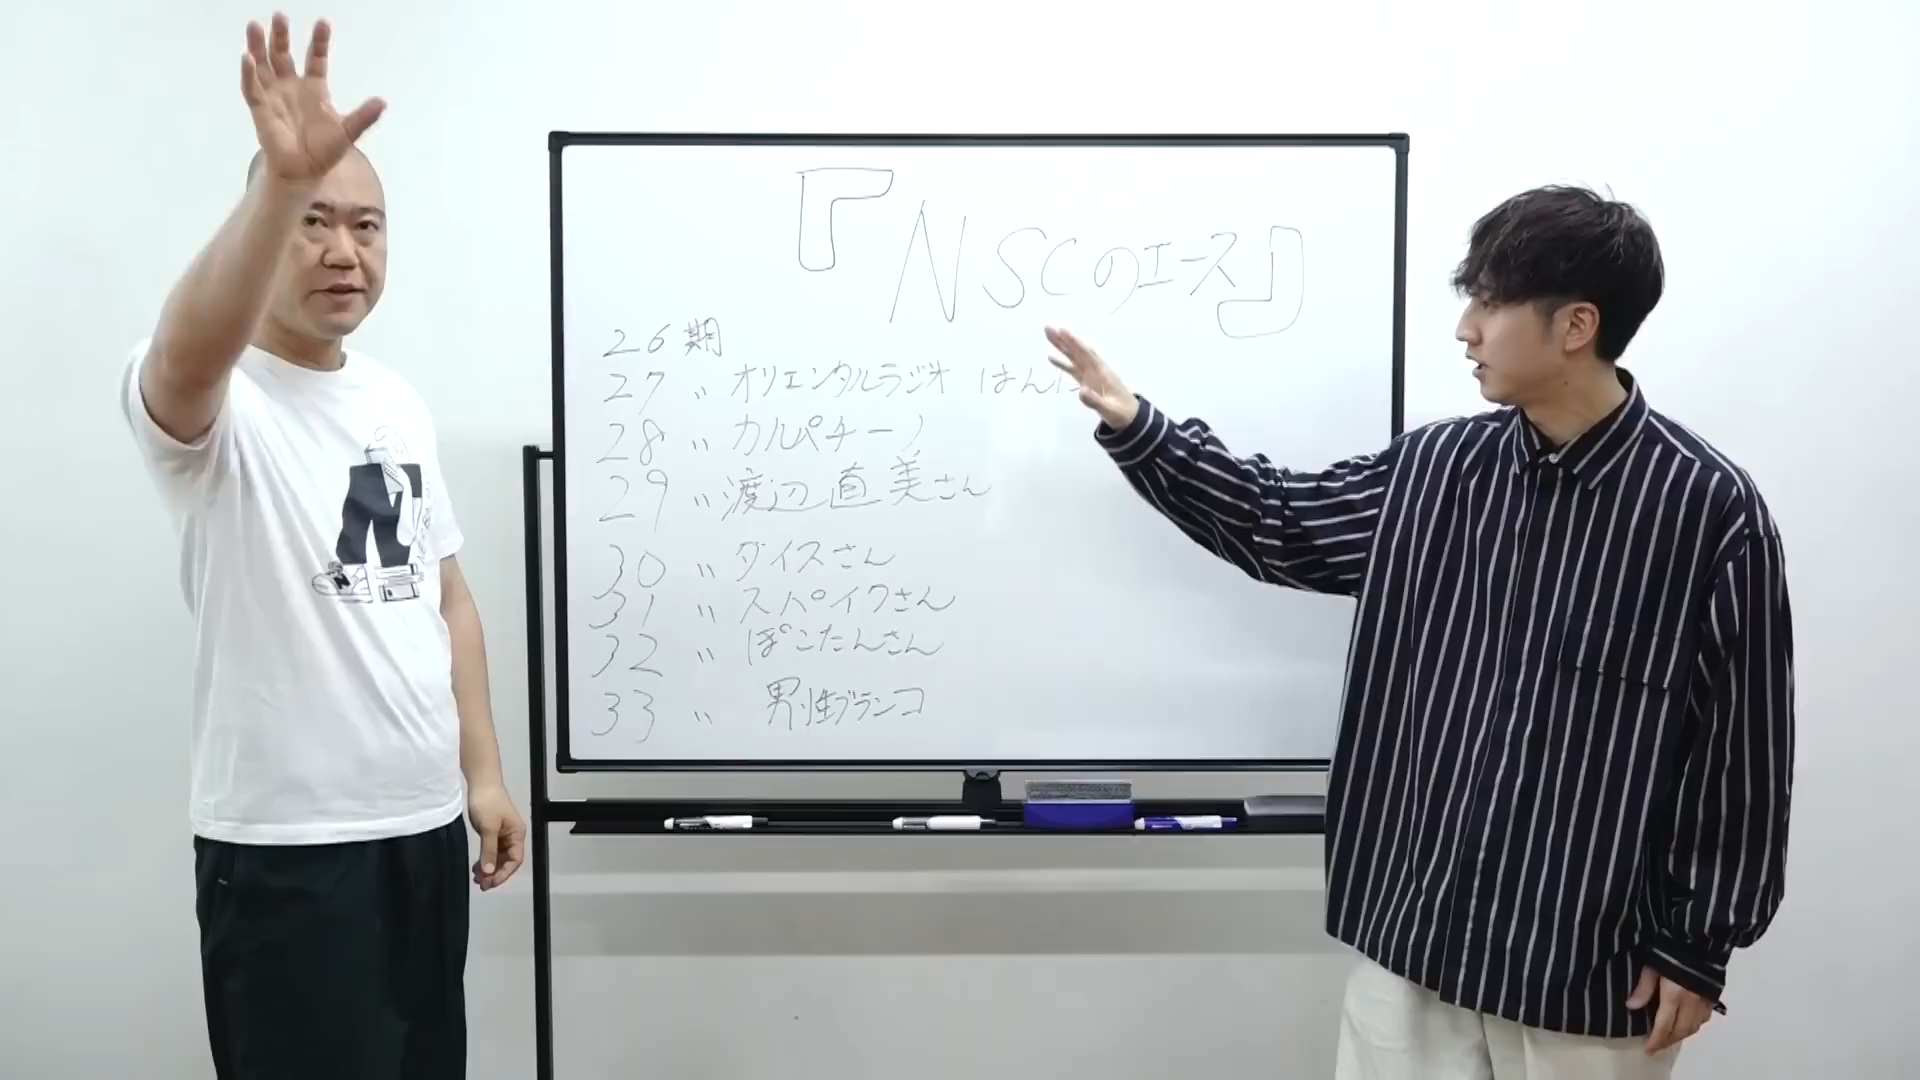 『NSCのエース』
26期
27〃 オリエンタルラジオ はんに
28〃 カルパチーノ
29〃 渡辺直美さん
30〃 ダイスさん
31〃 スパイクさん
32〃 ぽこたんさん
33〃 男性ブランコ